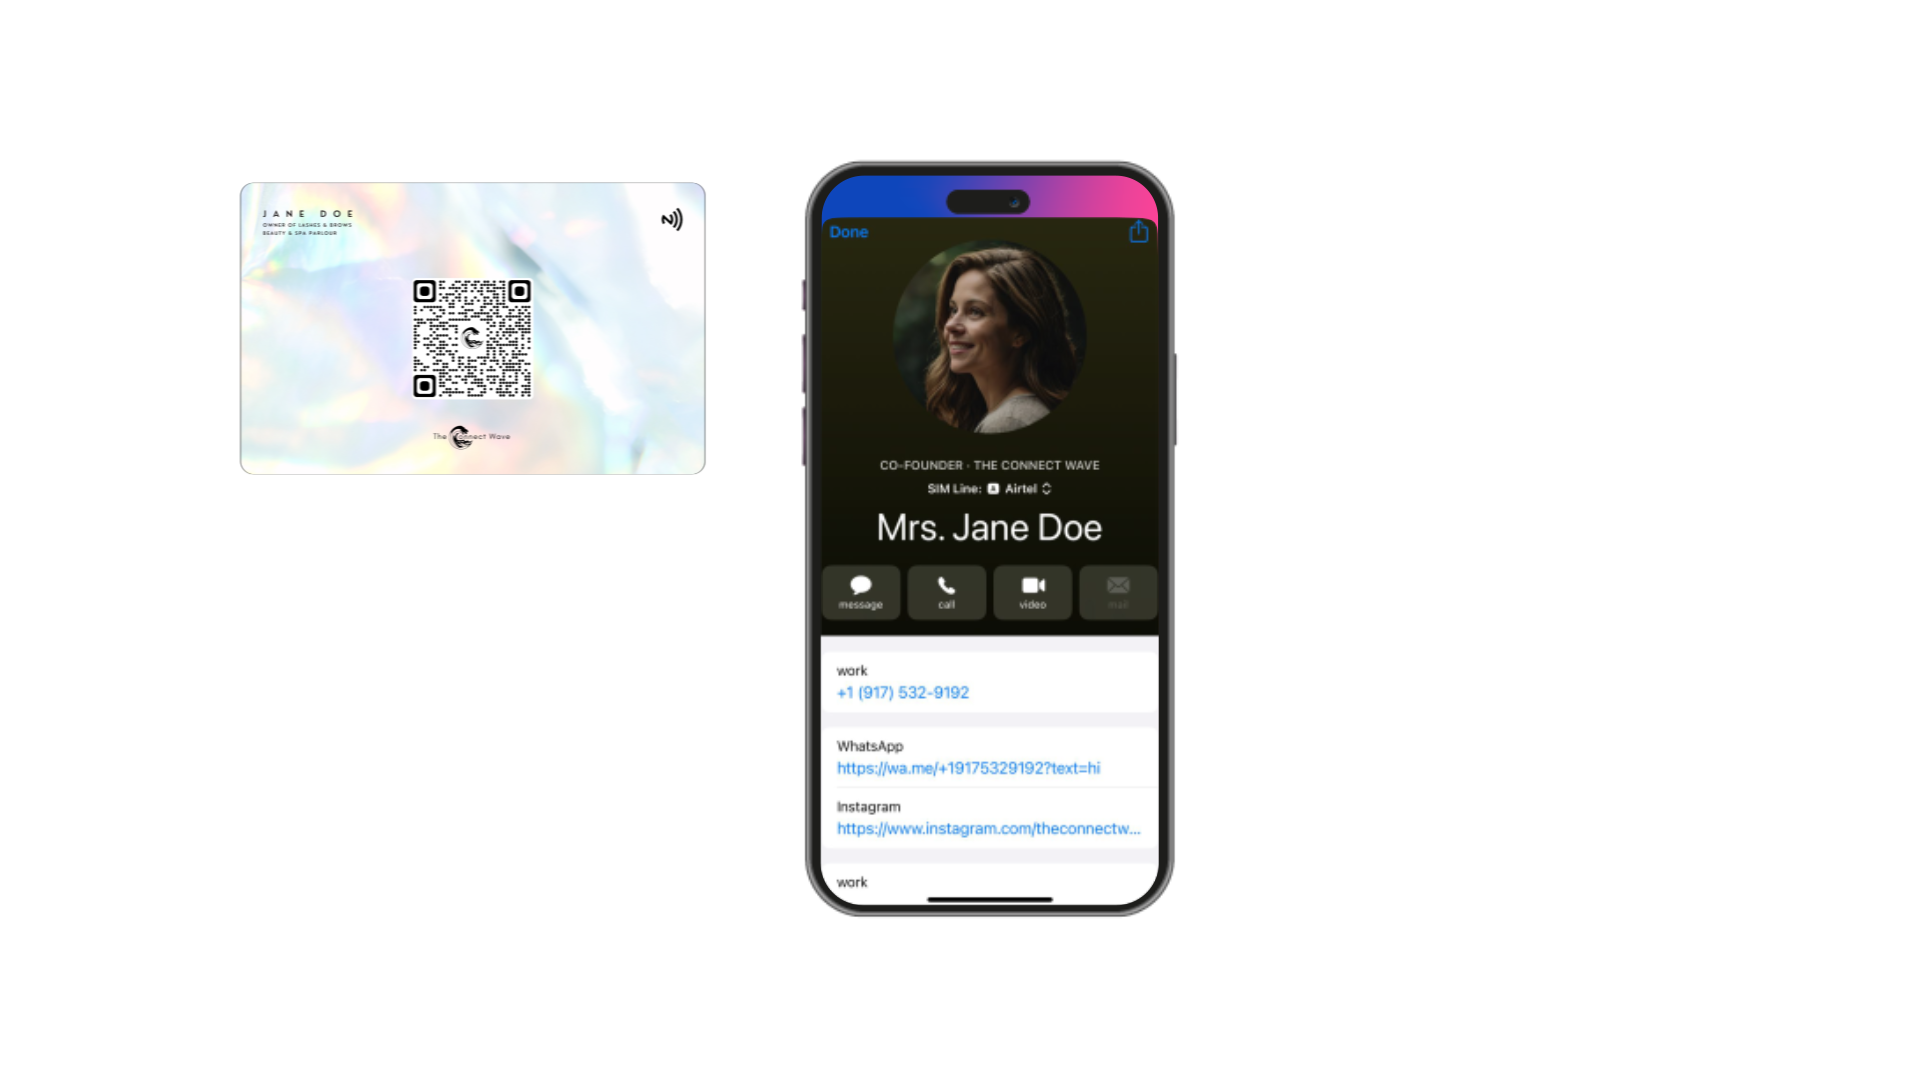 JANE DOE
OWNER OF LASHES & BROWS
BEAUTY & SPA PARLOUR
The Connect Wave
Done
CO-FOUNDER - THE CONNECT WAVE
SIM Line: A Airtel
Mrs. Jane Doe
message
call
video
mail
work
+1 (917) 532-9192
WhatsApp
https://wa.me/+19175329192?text=hi
Instagram
https://www.instagram.com/theconnectw...
work